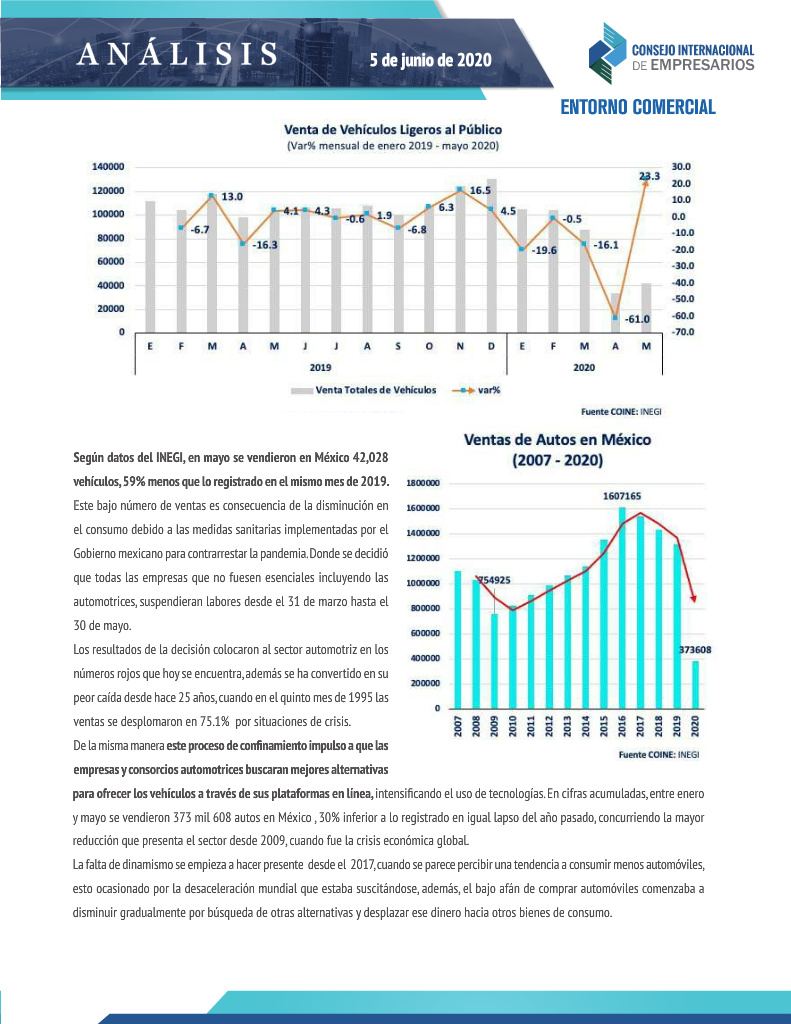 ANÁLISIS
5 de junio de 2020
CONSEJO INTERNACIONAL
DE EMPRESARIOS
ENTORNO COMERCIAL
Venta de Vehículos Ligeros al Público
(Var% mensual de enero 2019 - mayo 2020)
140000
120000
100000
80000
60000
40000
20000
0
30.0
20.0
10.0
0.0
-10.0
-20.0
-30.0
-40.0
-50.0
-60.0
-70.0
-6.7
13.0
-16.3
4.1
4.3
-0.6
1.9
-6.8
6.3
16.5
4.5
-19.6
-0.5
-16.1
-61.0
23.3
E F M A M J J A S O N D E F M A M
2019 2020
Venta Totales de Vehículos var%
Fuente COINE: INEGI
Ventas de Autos en México
(2007 - 2020)
1800000
1600000
1400000
1200000
1000000
800000
600000
400000
200000
0
754925
1607165
373608
2007 2008 2009 2010 2011 2012 2013 2014 2015 2016 2017 2018 2019 2020
Fuente COINE: INEGI
Según datos del INEGI, en mayo se vendieron en México 42,028
vehículos, 59% menos que lo registrado en el mismo mes de 2019.
Este bajo número de ventas es consecuencia de la disminución en
el consumo debido a las medidas sanitarias implementadas por el
Gobierno mexicano para contrarrestar la pandemia. Donde se decidió
que todas las empresas que no fuesen esenciales incluyendo las
automotrices, suspendieran labores desde el 31 de marzo hasta el
30 de mayo.
Los resultados de la decisión colocaron al sector automotriz en los
números rojos que hoy se encuentra, además se ha convertido en su
peor caída desde hace 25 años, cuando en el quinto mes de 1995 las
ventas se desplomaron en 75.1% por situaciones de crisis.
De la misma manera este proceso de confinamiento impulso a que las
empresas y consorcios automotrices buscaran mejores alternativas
para ofrecer los vehículos a través de sus plataformas en línea, intensificando el uso de tecnologías. En cifras acumuladas, entre enero
y mayo se vendieron 373 mil 608 autos en México , 30% inferior a lo registrado en igual lapso del año pasado, concurriendo la mayor
reducción que presenta el sector desde 2009, cuando fue la crisis económica global.
La falta de dinamismo se empieza a hacer presente desde el 2017, cuando se parece percibir una tendencia a consumir menos automóviles,
esto ocasionado por la desaceleración mundial que estaba suscitándose, además, el bajo afán de comprar automóviles comenzaba a
disminuir gradualmente por búsqueda de otras alternativas y desplazar ese dinero hacia otros bienes de consumo.